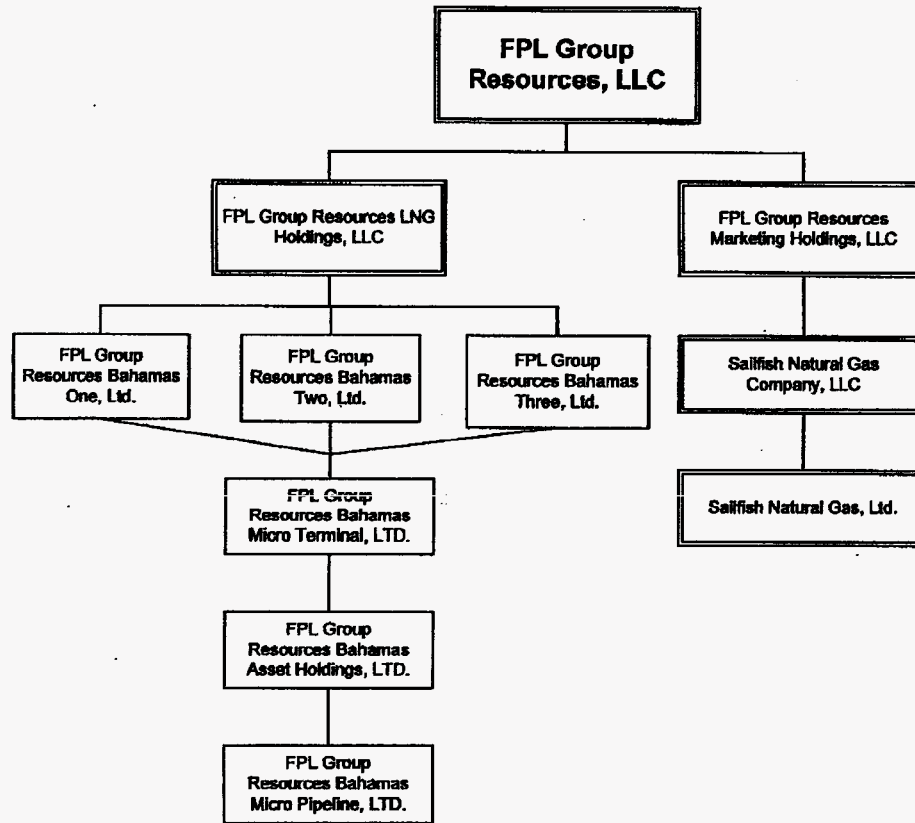 FPL Group
Resources, LLC
FPL Group Resources LNG
Holdings, LLC
FPL Group Resources
Marketing Holdings, LLC
FPL Group
Resources Bahamas
One, Ltd.
FPL Group
Resources Bahamas
Two, Ltd.
FPL Group
Resources Bahamas
Three, Ltd.
Sailfish Natural Gas
Company, LLC
FPL Group
Resources Bahamas
Micro Terminal, LTD.
Sailfish Natural Gas, Ltd.
FPL Group
Resources Bahamas
Asset Holdings, LTD.
FPL Group
Resources Bahamas
Micro Pipeline, LTD.